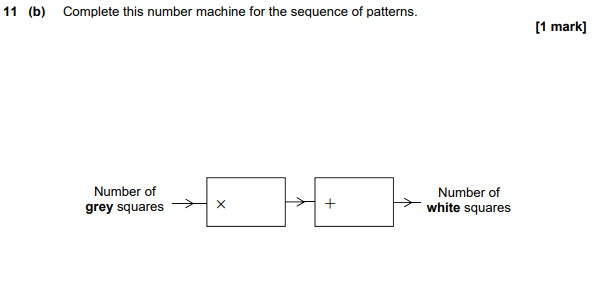 11 (b) Complete this number machine for the sequence of patterns.
[1 mark]
Number of
grey squares
×
+
Number of
white squares